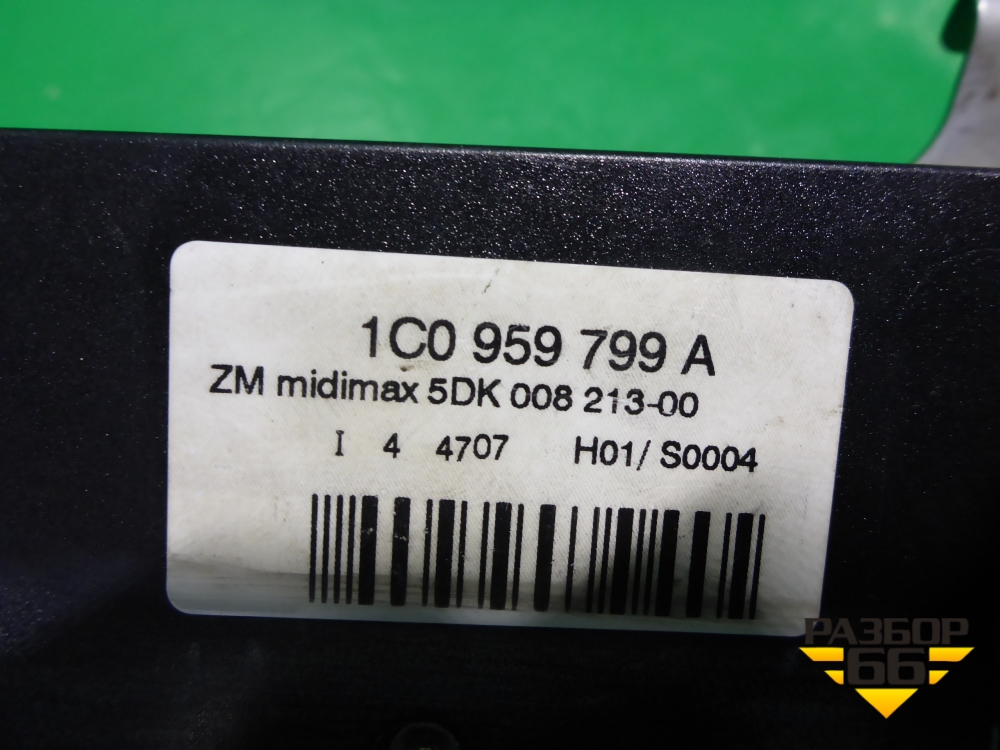 1C0 959 799 A
ZM midimax 5DK 008 213-00
I 4 4707 H01/ S0004
РАЗБОР
66